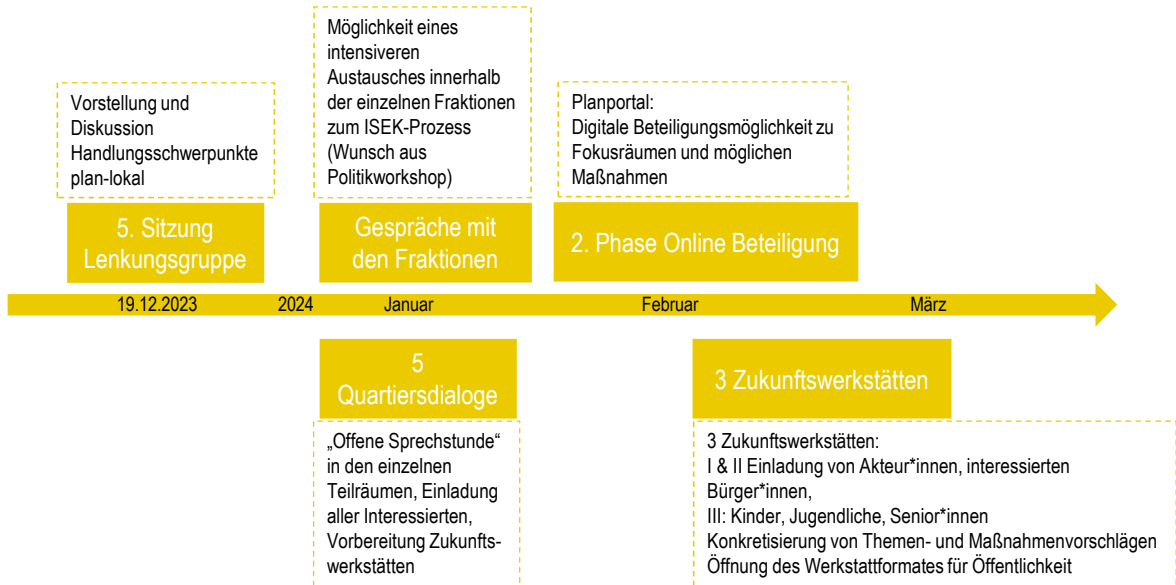 Vorstellung und
Diskussion
Handlungsschwerpunkte
plan-lokal
5. Sitzung
Lenkungsgruppe
Möglichkeit eines
intensiveren
Austausches innerhalb
der einzelnen Fraktionen
zum ISEK-Prozess
(Wunsch aus
Politikworkshop)
Gespräche mit
den Fraktionen
Planportal:
Digitale Beteiligungsmöglichkeit zu
Fokusräumen und möglichen
Maßnahmen
2. Phase Online Beteiligung
19.12.2023 2024 Januar Februar März
5
Quartiersdialoge
„Offene Sprechstunde“
in den einzelnen
Teilräumen, Einladung
aller Interessierten,
Vorbereitung Zukunfts-
werkstätten
3 Zukunftswerkstätten
3 Zukunftswerkstätten:
I & II Einladung von Akteur*innen, interessierten
Bürger*innen,
III: Kinder, Jugendliche, Senior*innen
Konkretisierung von Themen- und Maßnahmenvorschlägen
Öffnung des Werkstattformates für Öffentlichkeit